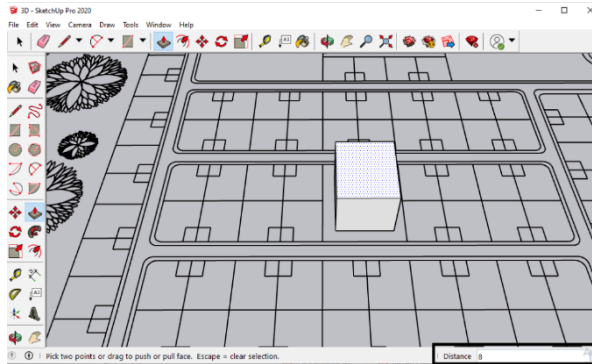 3D - SketchUp Pro 2020
File Edit View Camera Draw Tools Window Help
Pick two points or drag to push or pull face. Escape = clear selection.
Distance 8